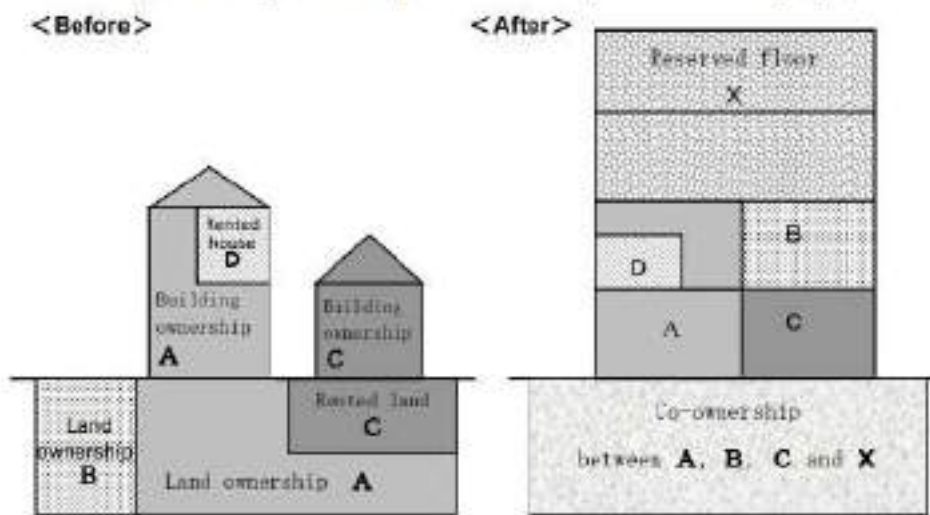 <Before>
<After>
Reserved floor
X
Rented
house
D
Building
ownership
A
Building
ownership
C
B
D
A
C
Rented land
C
Land
ownership
B
Land ownership A
Co-ownership
between A, B, C and X